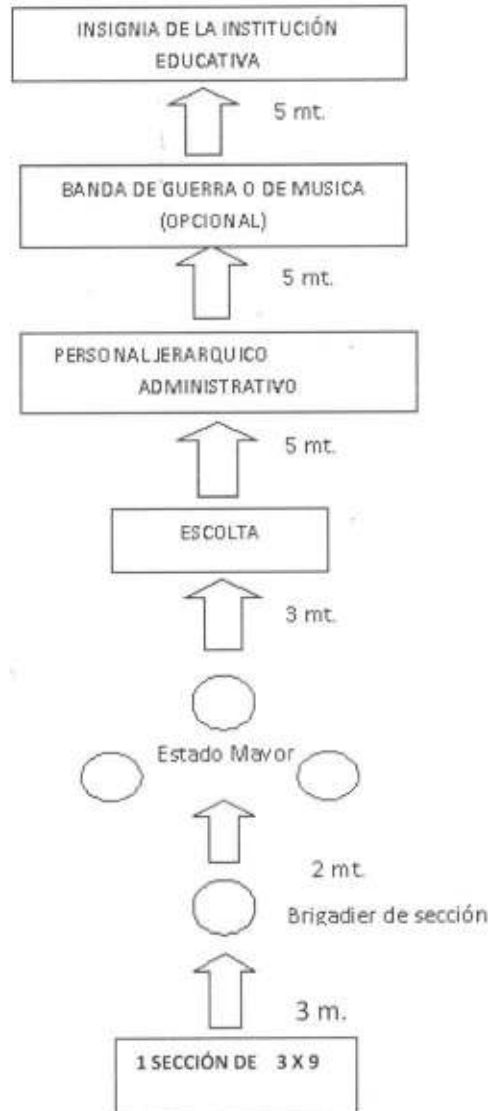 INSIGNIA DE LA INSTITUCIÓN
EDUCATIVA
5 mt.
BANDA DE GUERRA O DE MUSICA
(OPCIONAL)
5 mt.
PERSONAL JERARQUICO
ADMINISTRATIVO
5 mt.
ESCOLTA
3 mt.
Estado Mayor
2 mt.
Brigadier de sección
3 m.
1 SECCIÓN DE 3 X 9